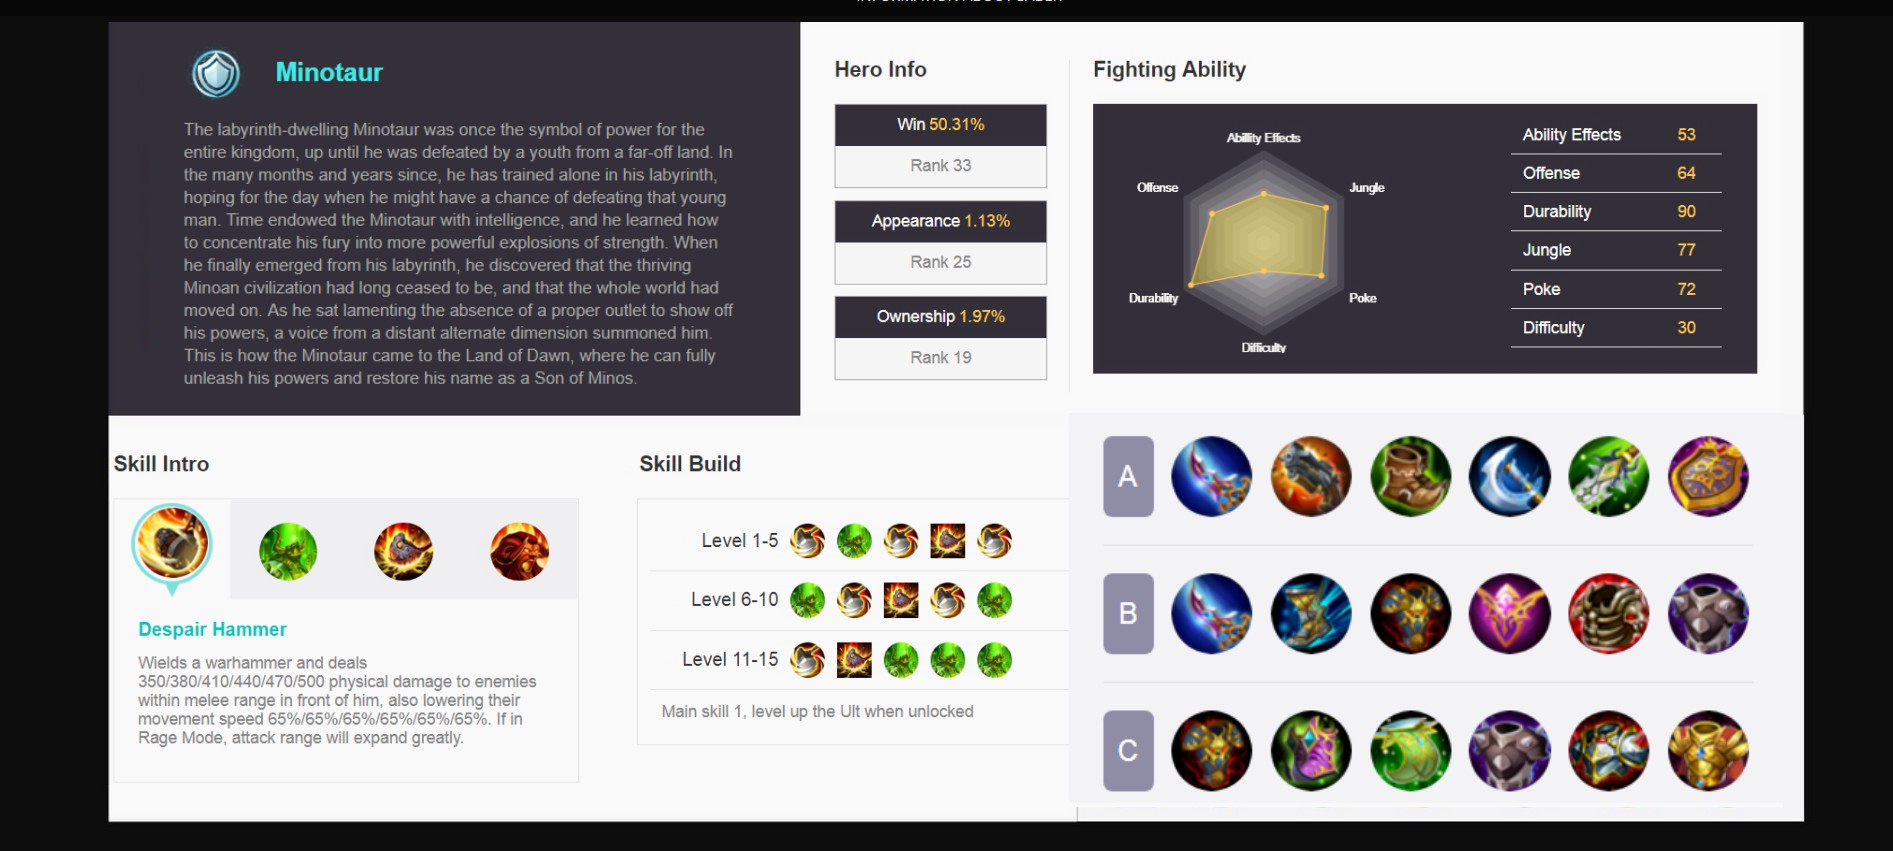 INFORMATION ABOUT SABER
Minotaur
The labyrinth-dwelling Minotaur was once the symbol of power for the
entire kingdom, up until he was defeated by a youth from a far-off land. In
the many months and years since, he has trained alone in his labyrinth,
hoping for the day when he might have a chance of defeating that young
man. Time endowed the Minotaur with intelligence, and he learned how
to concentrate his fury into more powerful explosions of strength. When
he finally emerged from his labyrinth, he discovered that the thriving
Minoan civilization had long ceased to be, and that the whole world had
moved on. As he sat lamenting the absence of a proper outlet to show off
his powers, a voice from a distant alternate dimension summoned him.
This is how the Minotaur came to the Land of Dawn, where he can fully
unleash his powers and restore his name as a Son of Minos.
Hero Info
Win 50.31%
Rank 33
Appearance 1.13%
Rank 25
Ownership 1.97%
Rank 19
Fighting Ability
Abillity Effects
Offense
Jungle
Durability
Poke
Difficulty
Ability Effects 53
Offense 64
Durability 90
Jungle 77
Poke 72
Difficulty 30
Skill Intro
Despair Hammer
Wields a warhammer and deals
350/380/410/440/470/500 physical damage to enemies
within melee range in front of him, also lowering their
movement speed 65%/65%/65%/65%/65%/65%. If in
Rage Mode, attack range will expand greatly.
Skill Build
Level 1-5
Level 6-10
Level 11-15
Main skill 1, level up the Ult when unlocked
A
B
C